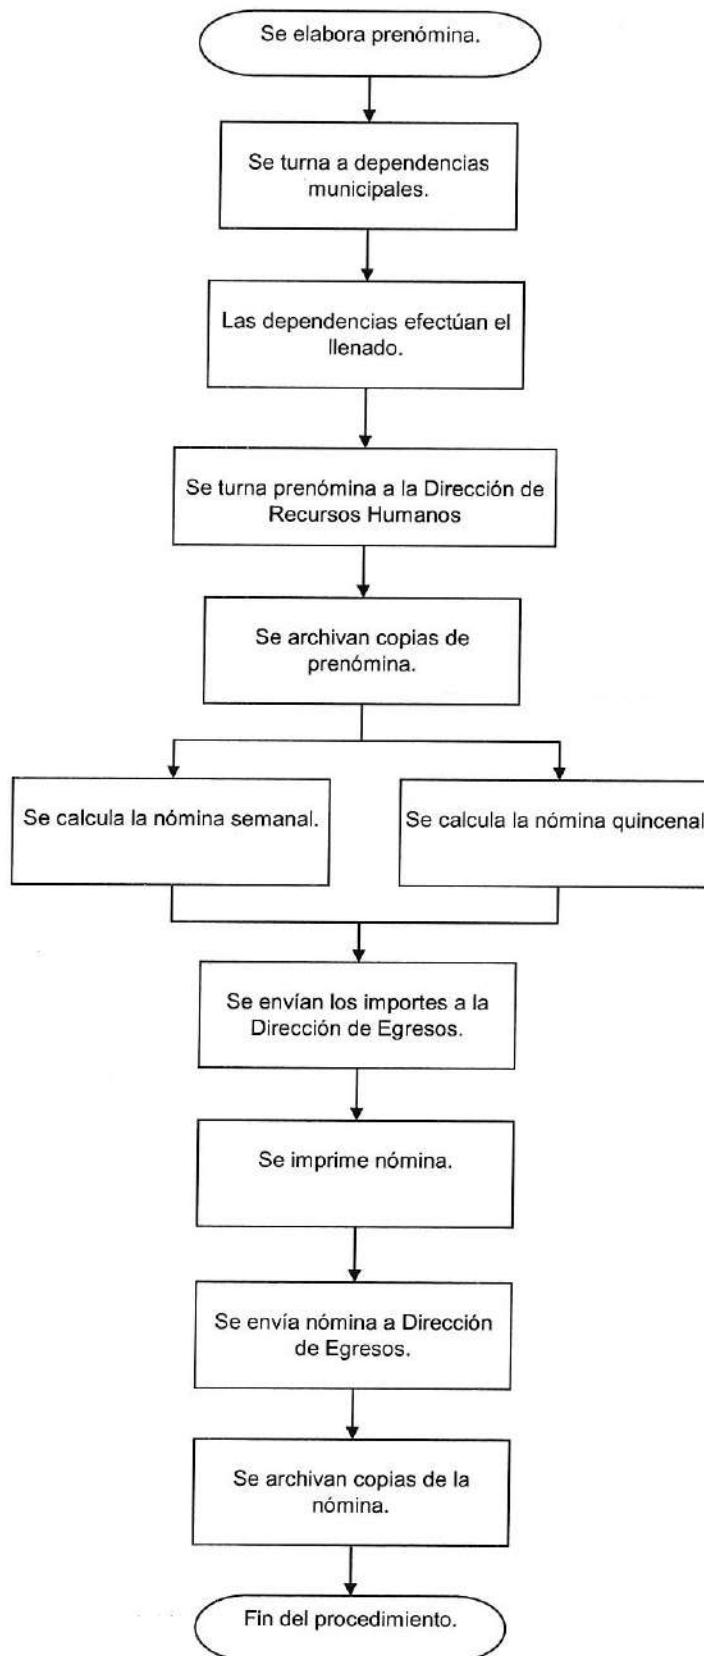 Se elabora prenómina.
Se turna a dependencias
municipales.
Las dependencias efectúan el
llenado.
Se turna prenómina a la Dirección de
Recursos Humanos
Se archivan copias de
prenómina.
Se calcula la nómina semanal.
Se calcula la nómina quincenal
Se envían los importes a la
Dirección de Egresos.
Se imprime nómina.
Se envía nómina a Dirección
de Egresos.
Se archivan copias de la
nómina.
Fin del procedimiento.